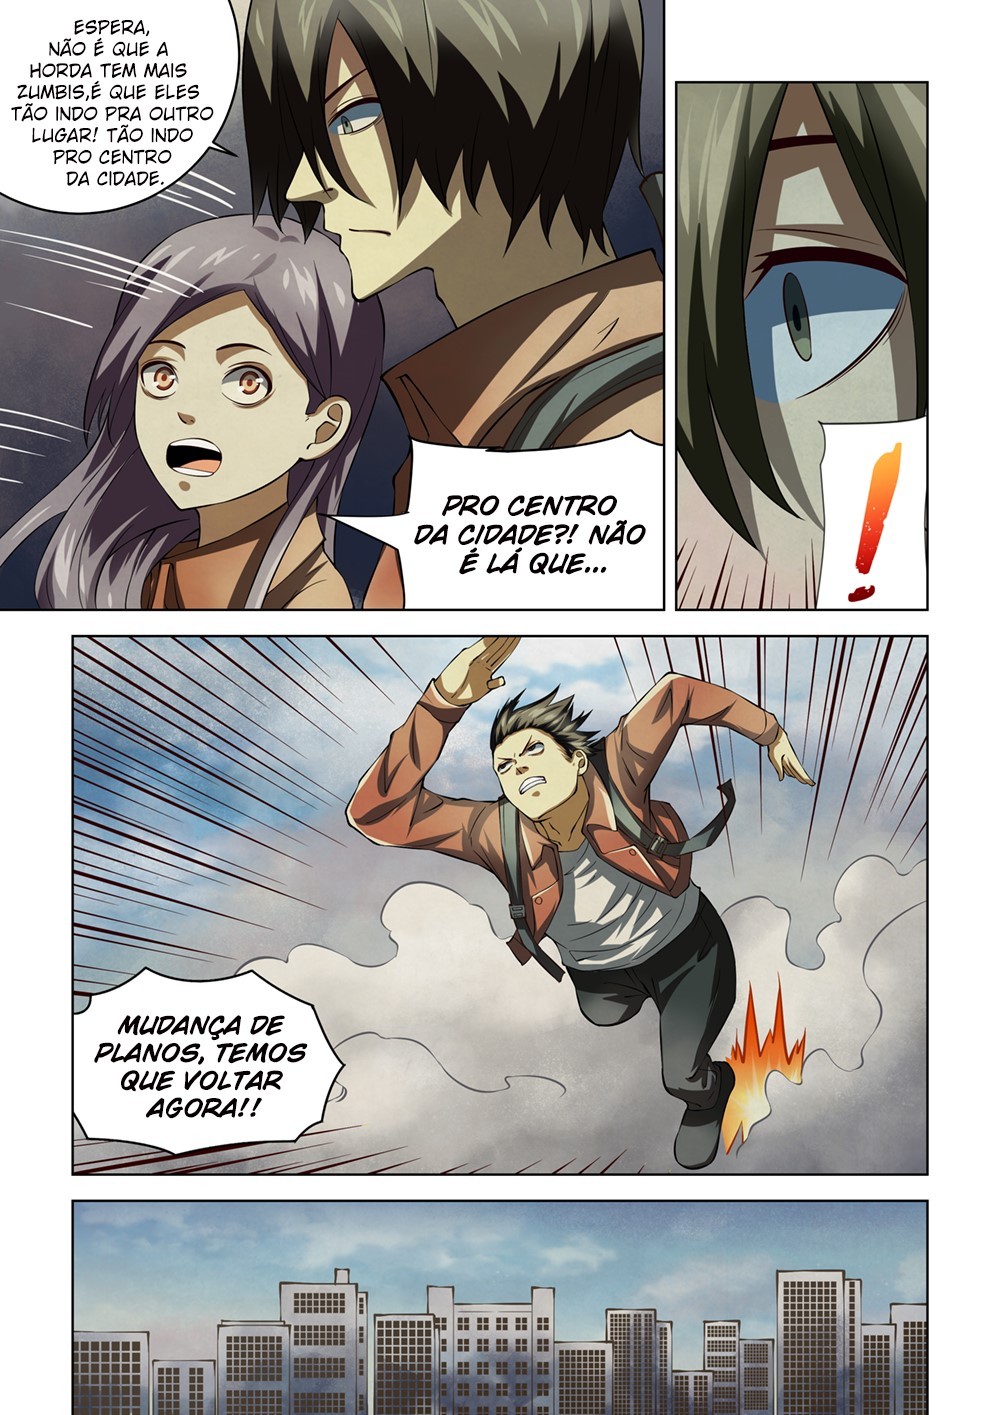 ESPERA,
NÃO É QUE A
HORDA TEM MAIS
ZUMBIS,É QUE ELES
TÃO INDO PRA OUTRO
LUGAR! TÃO INDO
PRO CENTRO
DA CIDADE.
PRO CENTRO
DA CIDADE?! NÃO
É LÁ QUE...
!
MUDANÇA DE
PLANOS, TEMOS
QUE VOLTAR
AGORA!!